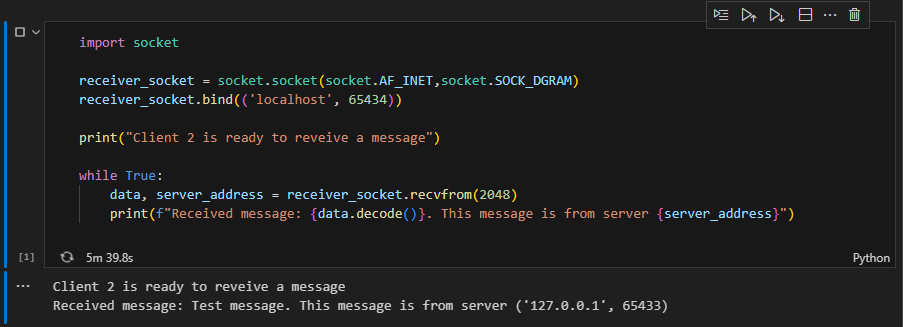 import socket
receiver_socket = socket.socket(socket.AF_INET,socket.SOCK_DGRAM)
receiver_socket.bind(('localhost', 65434))
print("Client 2 is ready to reveive a message")
while True:
    data, server_address = receiver_socket.recvfrom(2048)
    print(f"Received message: {data.decode()}. This message is from server {server_address}")
[1] 5m 39.8s Python
Client 2 is ready to reveive a message
Received message: Test message. This message is from server ('127.0.0.1', 65433)